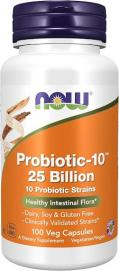 NOW
Probiotic-10™
25 Billion
10 Probiotic Strains
Healthy Intestinal Flora*
• Dairy, Soy & Gluten Free
• Clinically Validated Strains*
100 Veg Capsules
A Dietary Supplement
Vegetarian/Vegan